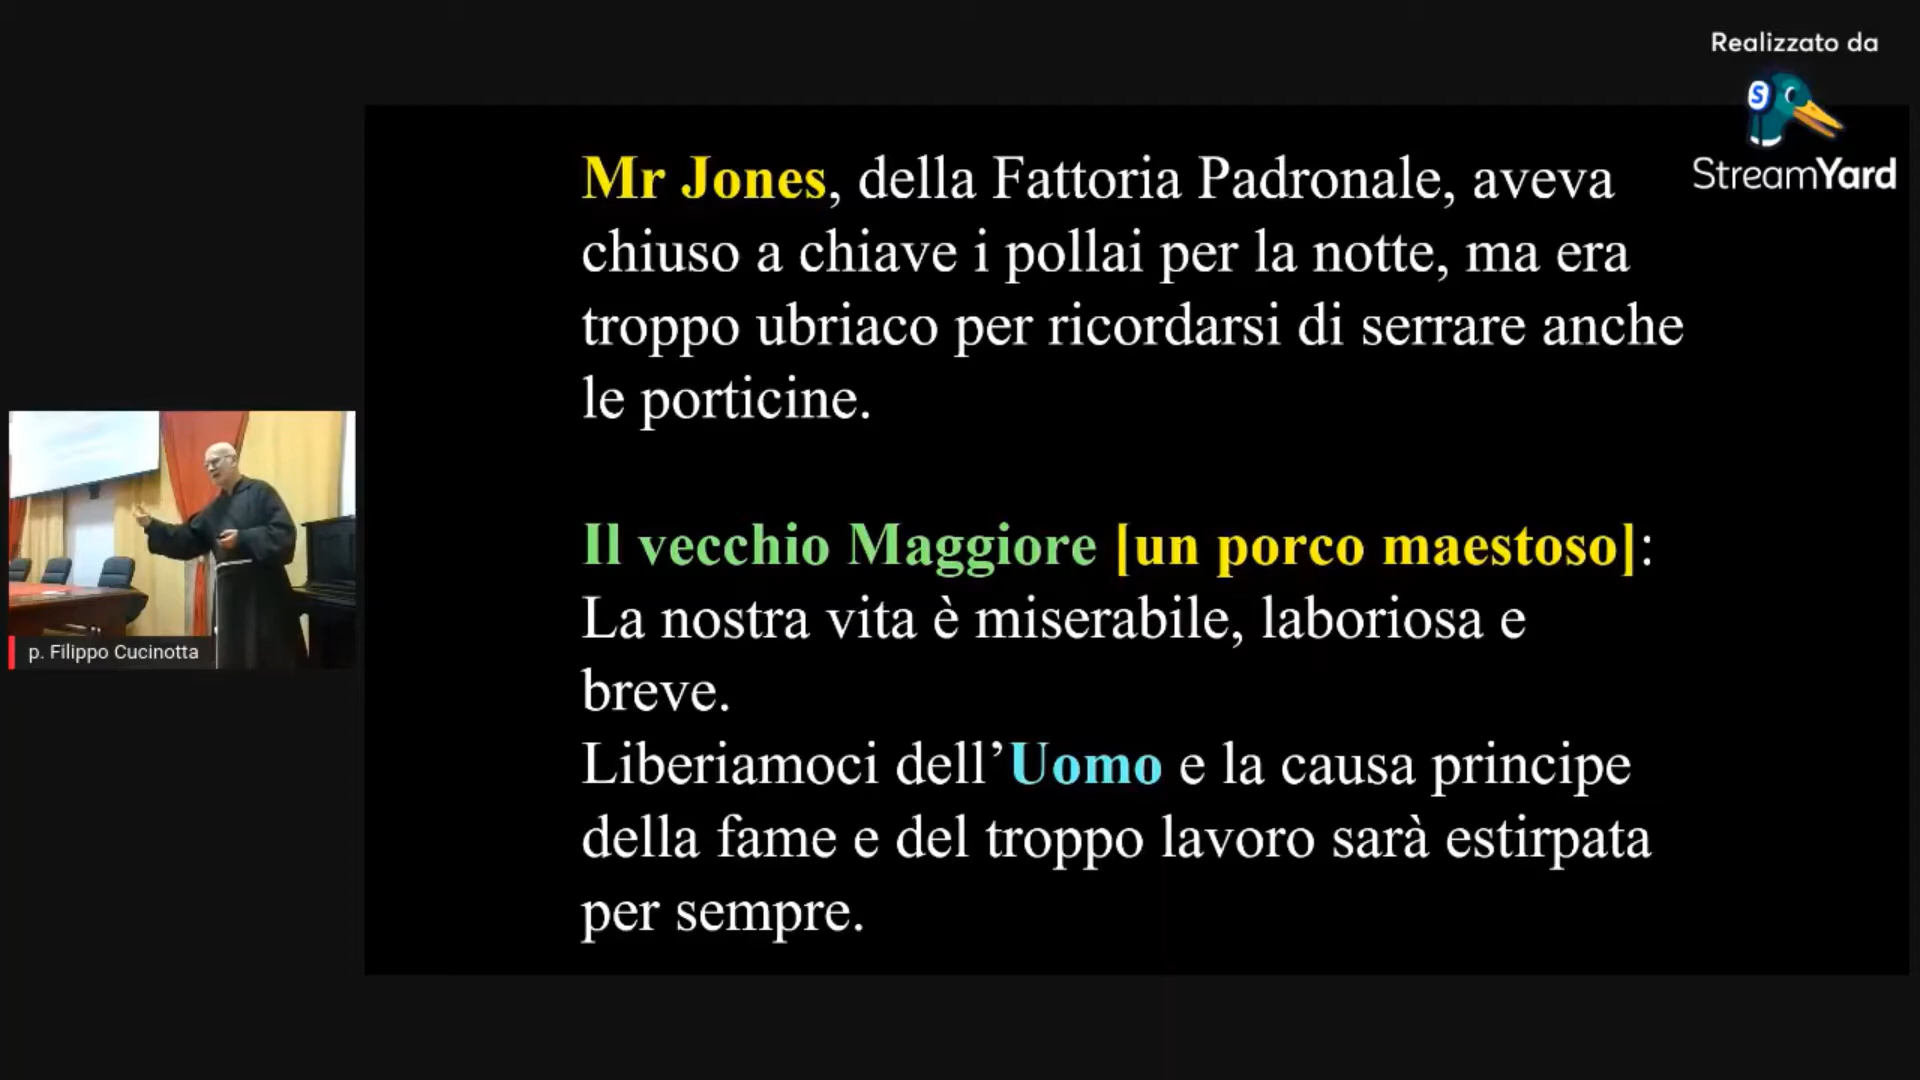 Realizzato da
StreamYard
Mr Jones, della Fattoria Padronale, aveva
chiuso a chiave i pollai per la notte, ma era
troppo ubriaco per ricordarsi di serrare anche
le porticine.
Il vecchio Maggiore [un porco maestoso]:
La nostra vita è miserabile, laboriosa e
breve.
Liberiamoci dell’Uomo e la causa principe
della fame e del troppo lavoro sarà estirpata
per sempre.
p. Filippo Cucinotta